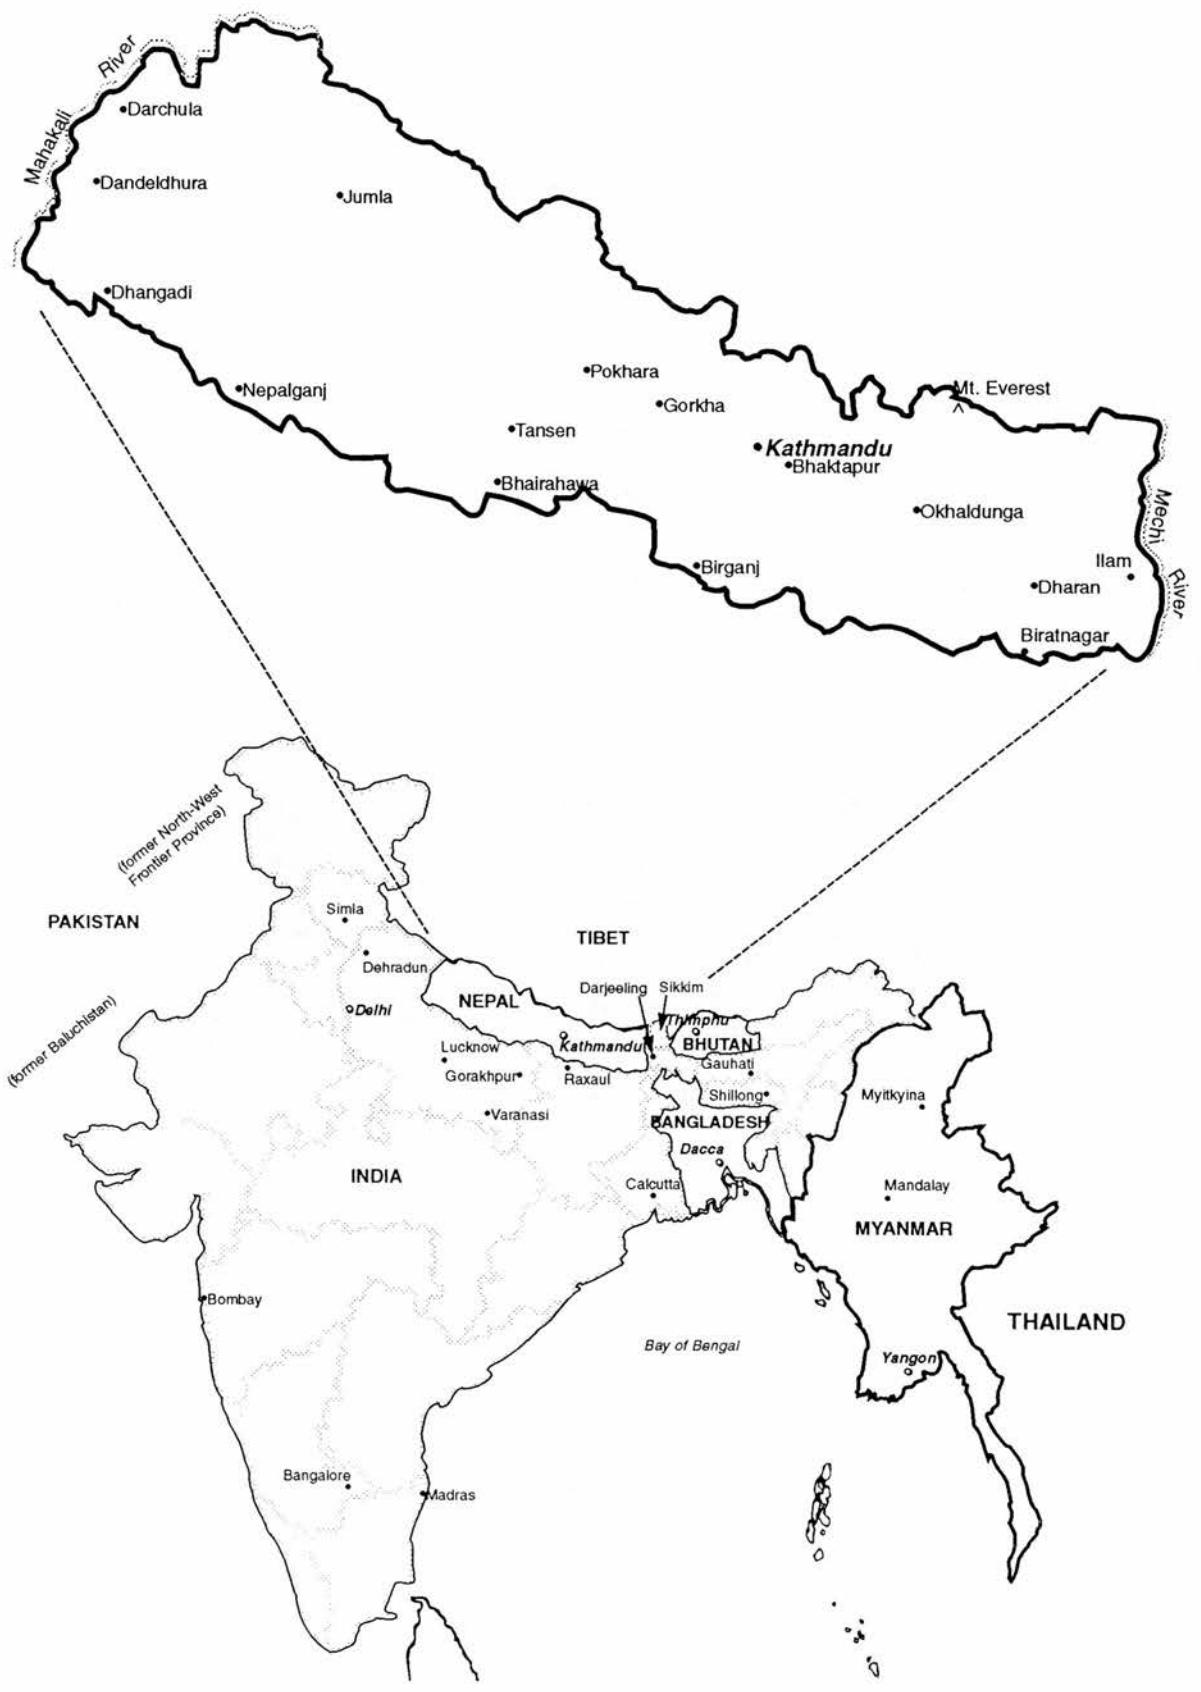 River
Mahakali
Darchula
Dandeldhura
Jumla
Dhangadi
Nepalganj
Pokhara
Gorkha
Mt. Everest
Tansen
Kathmandu
Bhaktapur
Bhairahawa
Okhaldunga
Mechi
River
Birganj
Ilam
Dharan
Biratnagar
(former North-West
Frontier Province)
PAKISTAN
Simla
TIBET
Dehradun
(former Baluchistan)
Delhi
NEPAL
Darjeeling
Sikkim
Thimphu
Kathmandu
BHUTAN
Lucknow
Gauhati
Gorakhpur
Raxaul
Shillong
Myitkyina
Varanasi
BANGLADESH
Dacca
INDIA
Calcutta
Mandalay
MYANMAR
Bombay
THAILAND
Bay of Bengal
Yangon
Bangalore
Madras